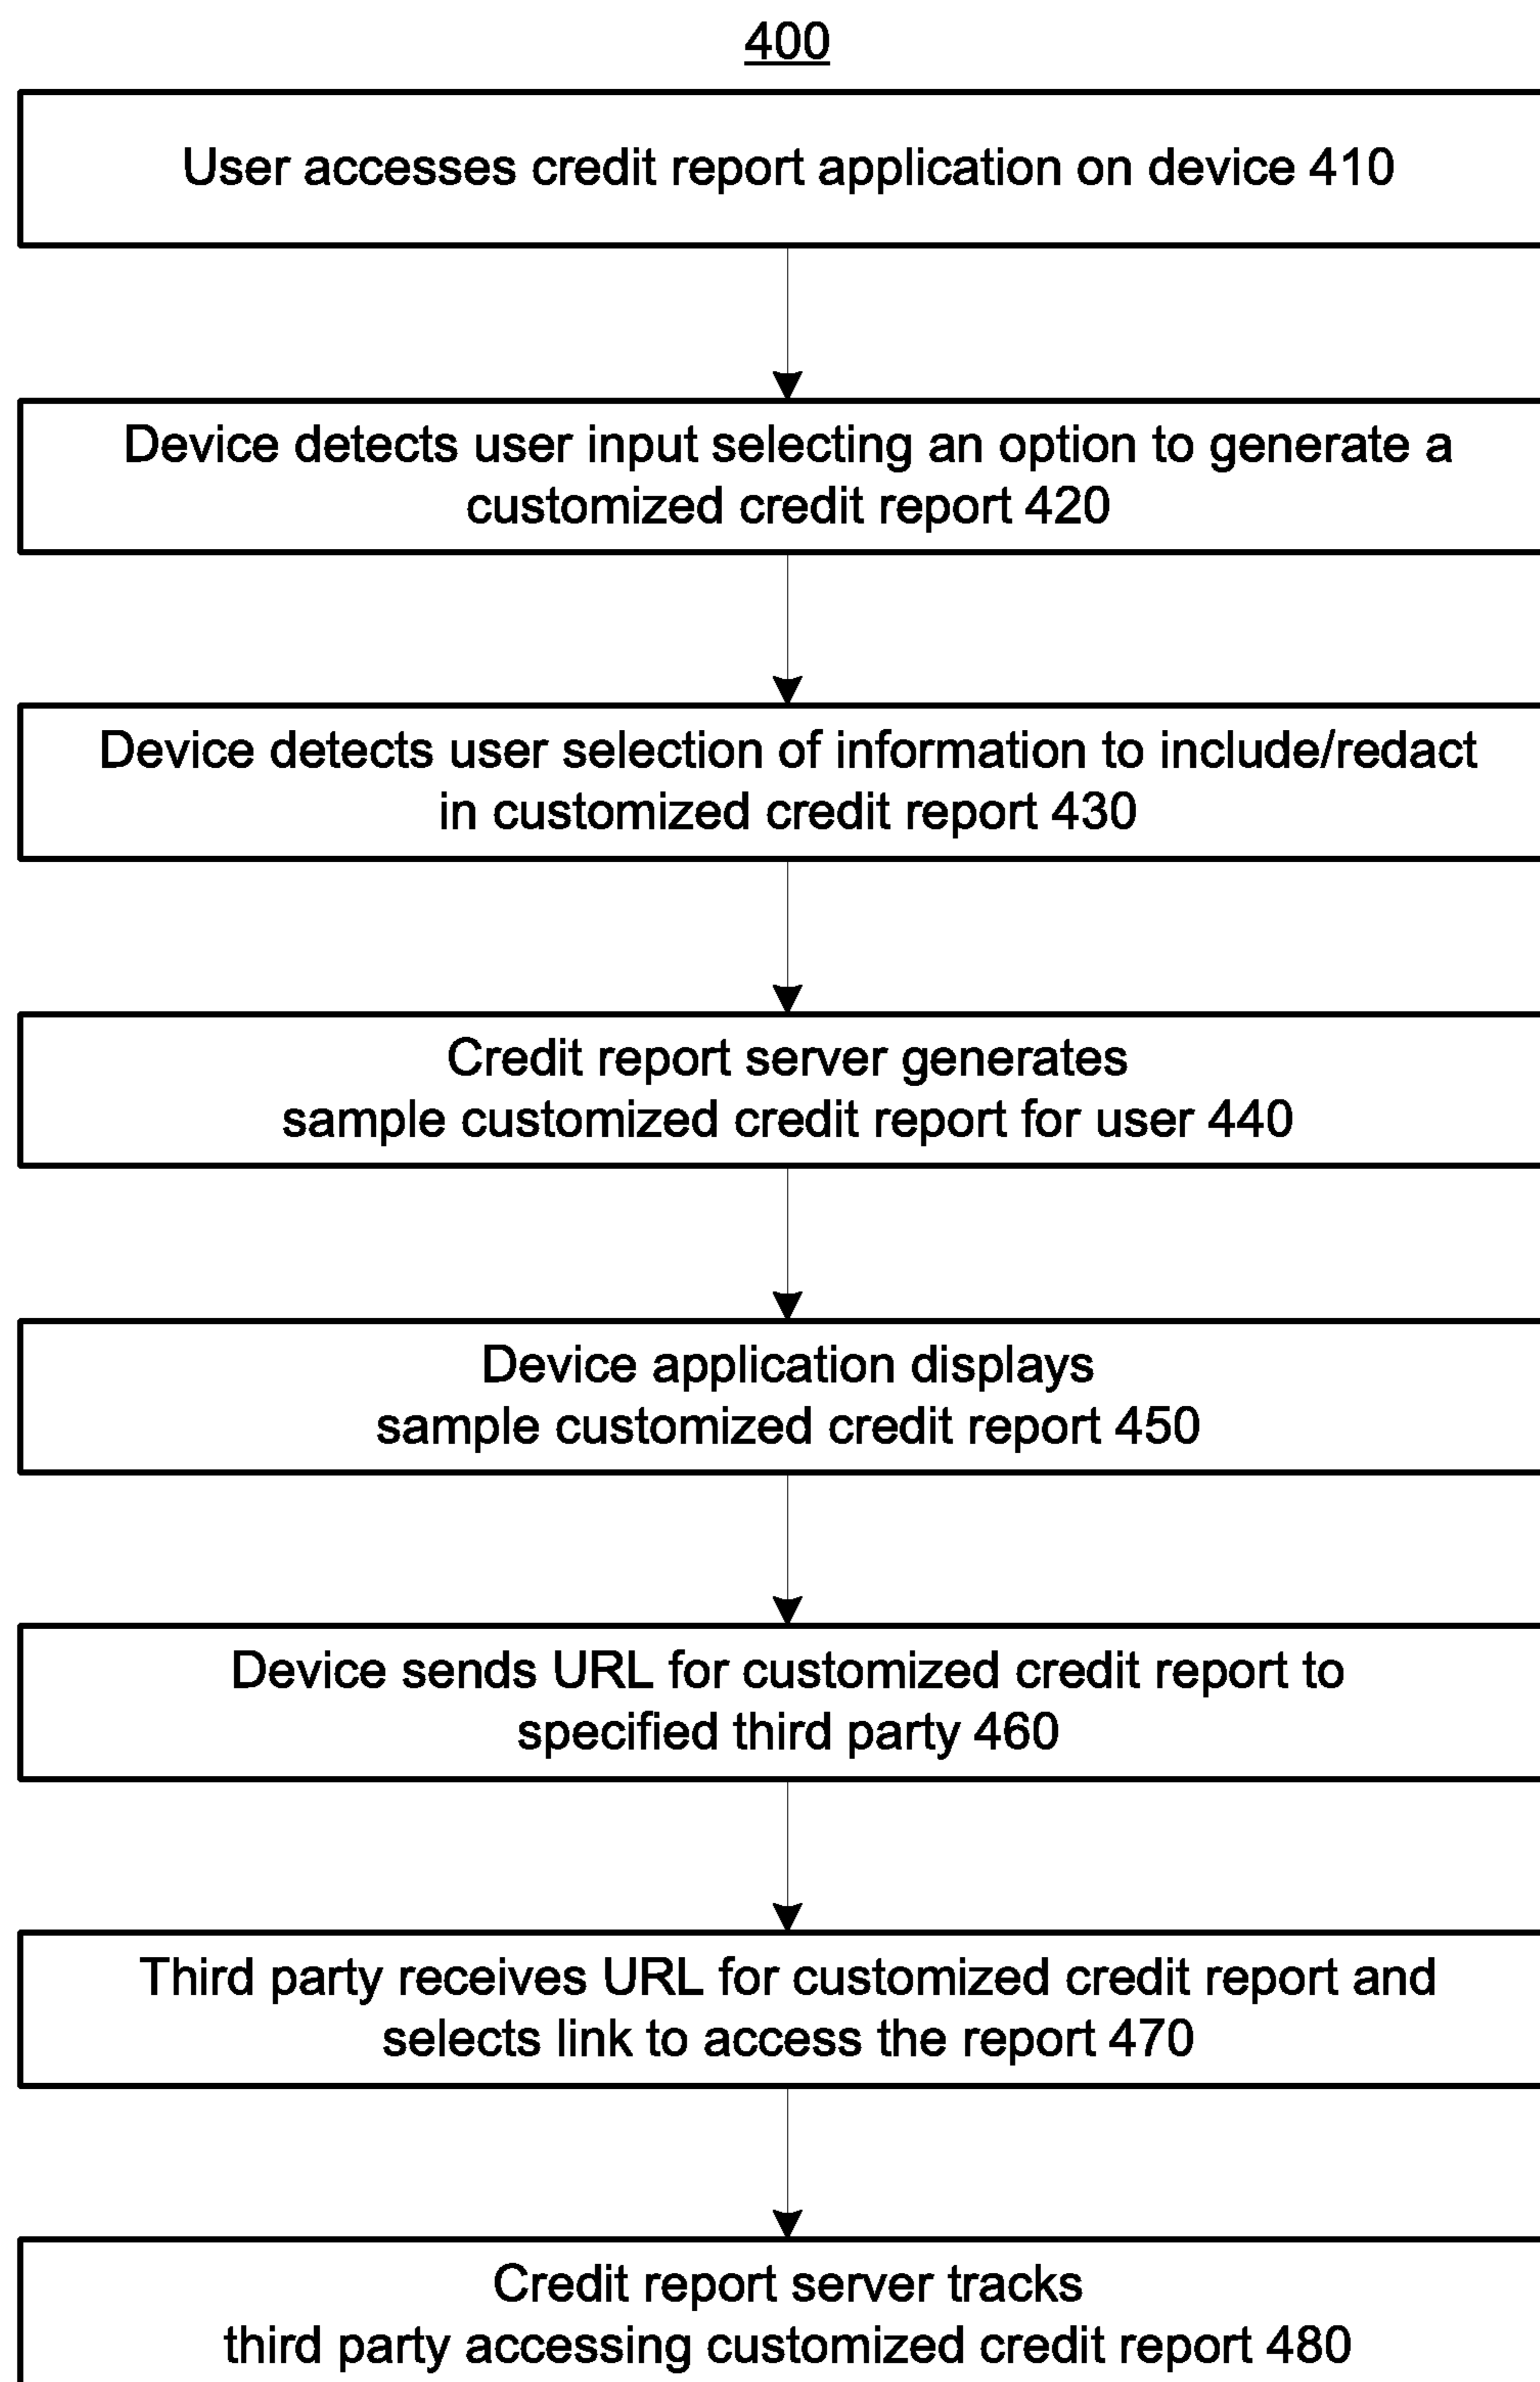 400
User accesses credit report application on device 410
Device detects user input selecting an option to generate a
customized credit report 420
Device detects user selection of information to include/redact
in customized credit report 430
Credit report server generates
sample customized credit report for user 440
Device application displays
sample customized credit report 450
Device sends URL for customized credit report to
specified third party 460
Third party receives URL for customized credit report and
selects link to access the report 470
Credit report server tracks
third party accessing customized credit report 480